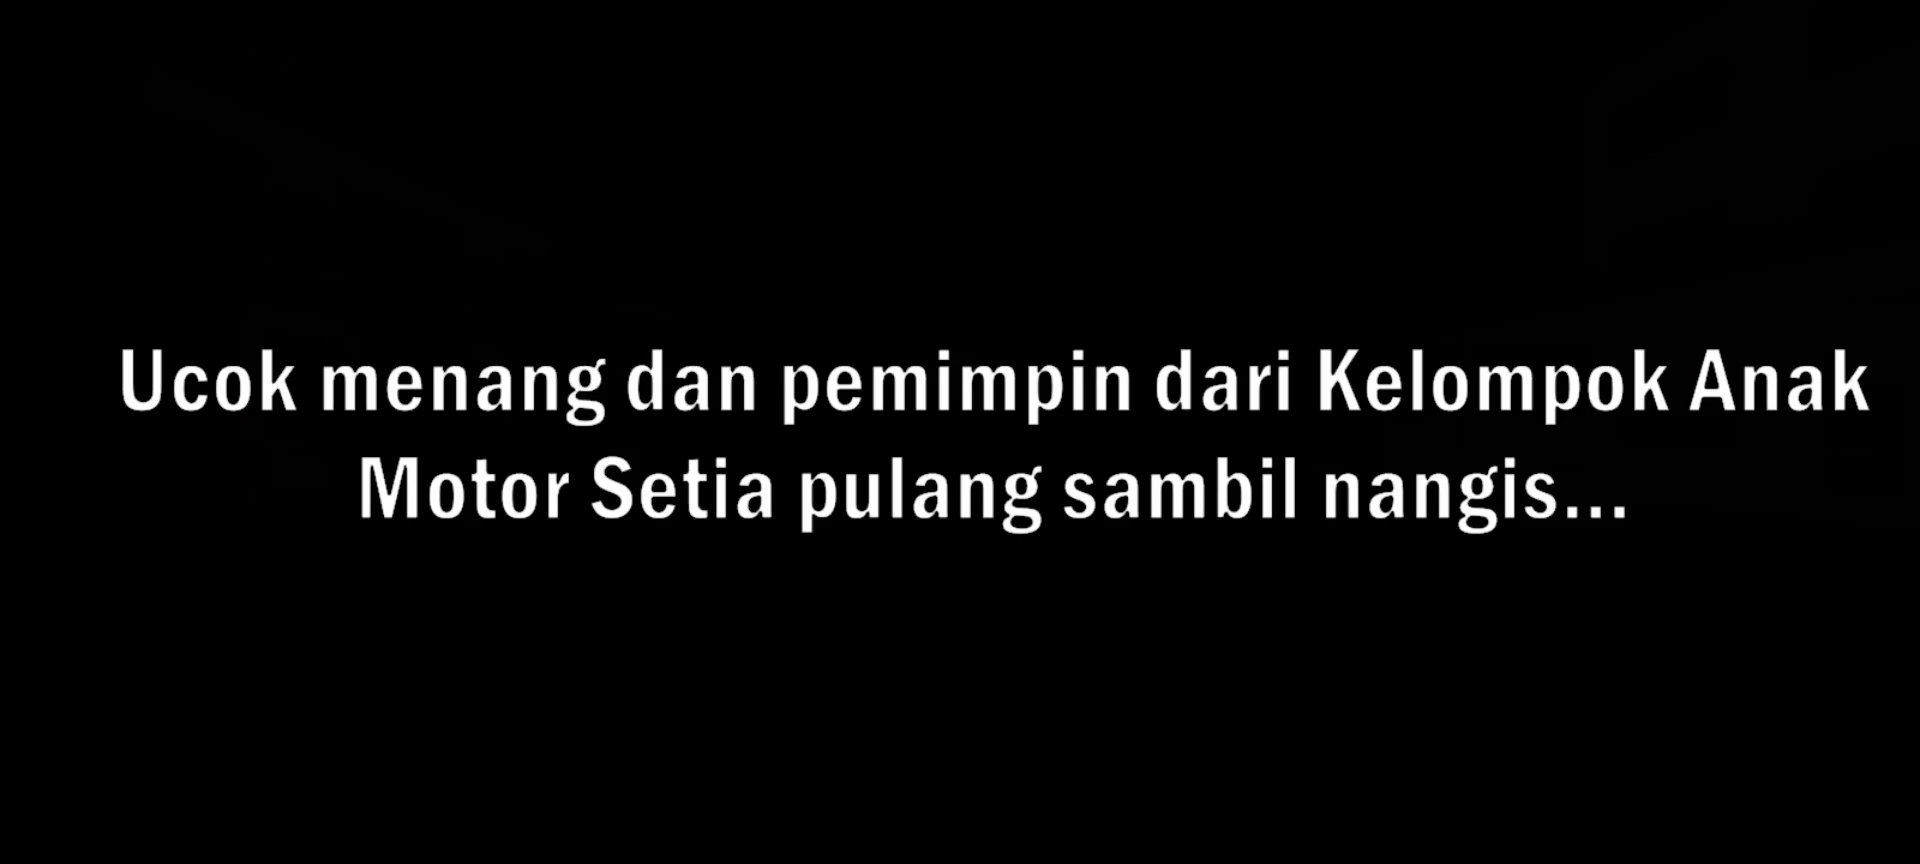 Ucok menang dan pemimpin dari Kelompok Anak
Motor Setia pulang sambil nangis...